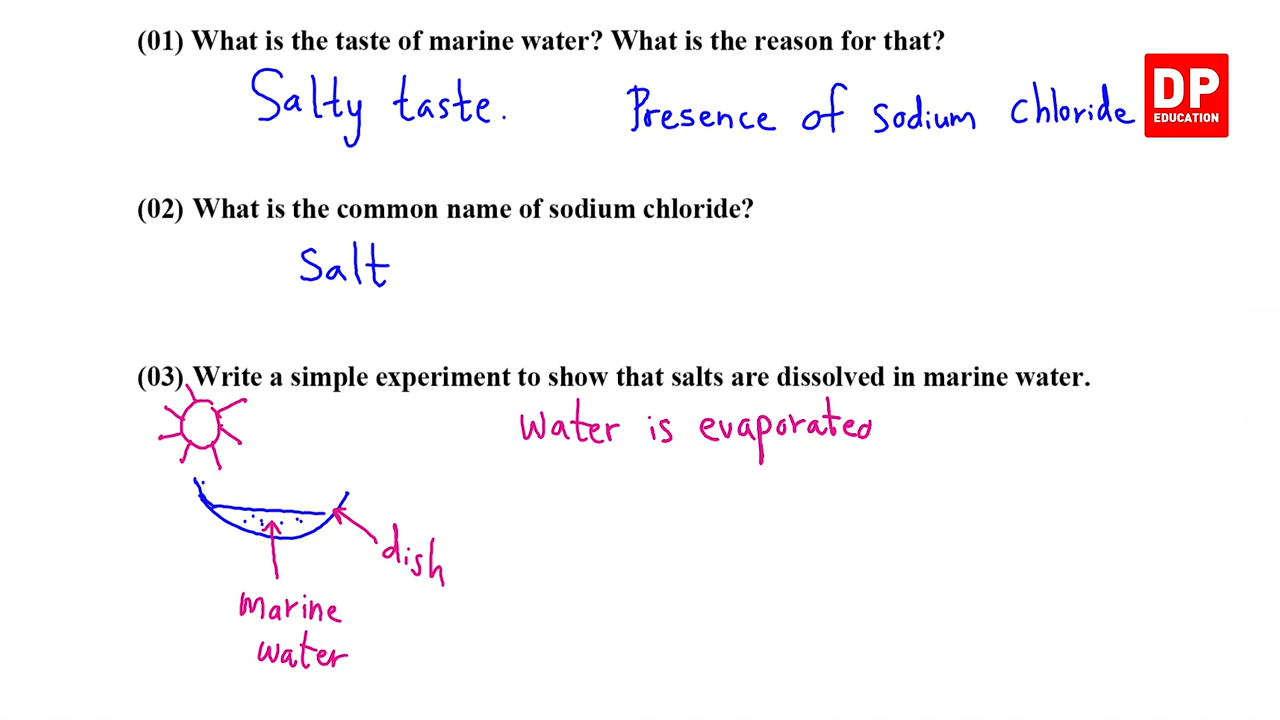 (01) What is the taste of marine water? What is the reason for that?
Salty taste. Presence of sodium chloride
DP
EDUCATION
(02) What is the common name of sodium chloride?
Salt
(03) Write a simple experiment to show that salts are dissolved in marine water.
Water is evaporated
dish
Marine
water